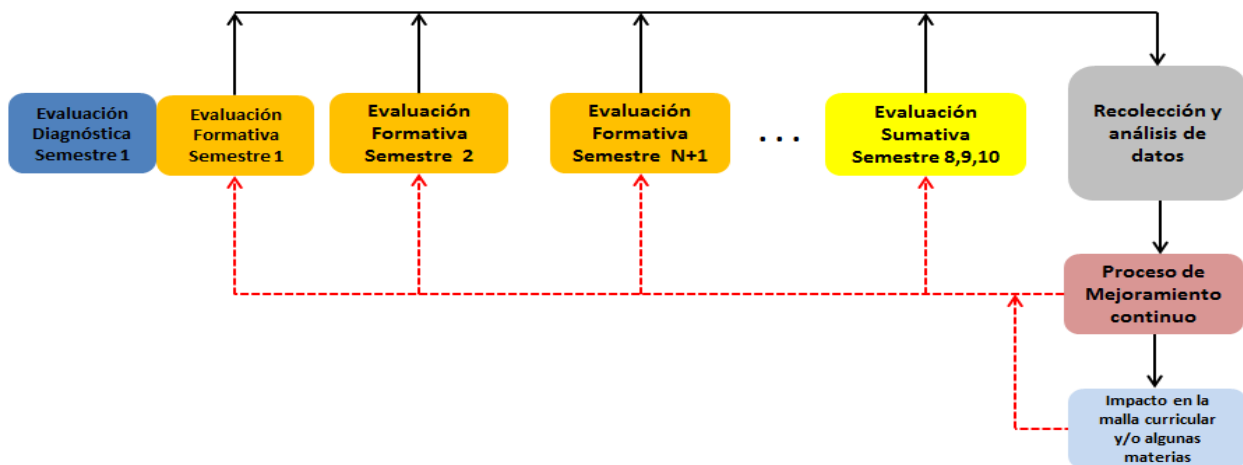 Evaluación
Diagnóstica
Semestre 1
Evaluación
Formativa
Semestre 1
Evaluación
Formativa
Semestre 2
Evaluación
Formativa
Semestre N+1
. . .
Evaluación
Sumativa
Semestre 8,9,10
Recolección y
análisis de
datos
Proceso de
Mejoramiento
continuo
Impacto en la
malla curricular
y/o algunas
materias